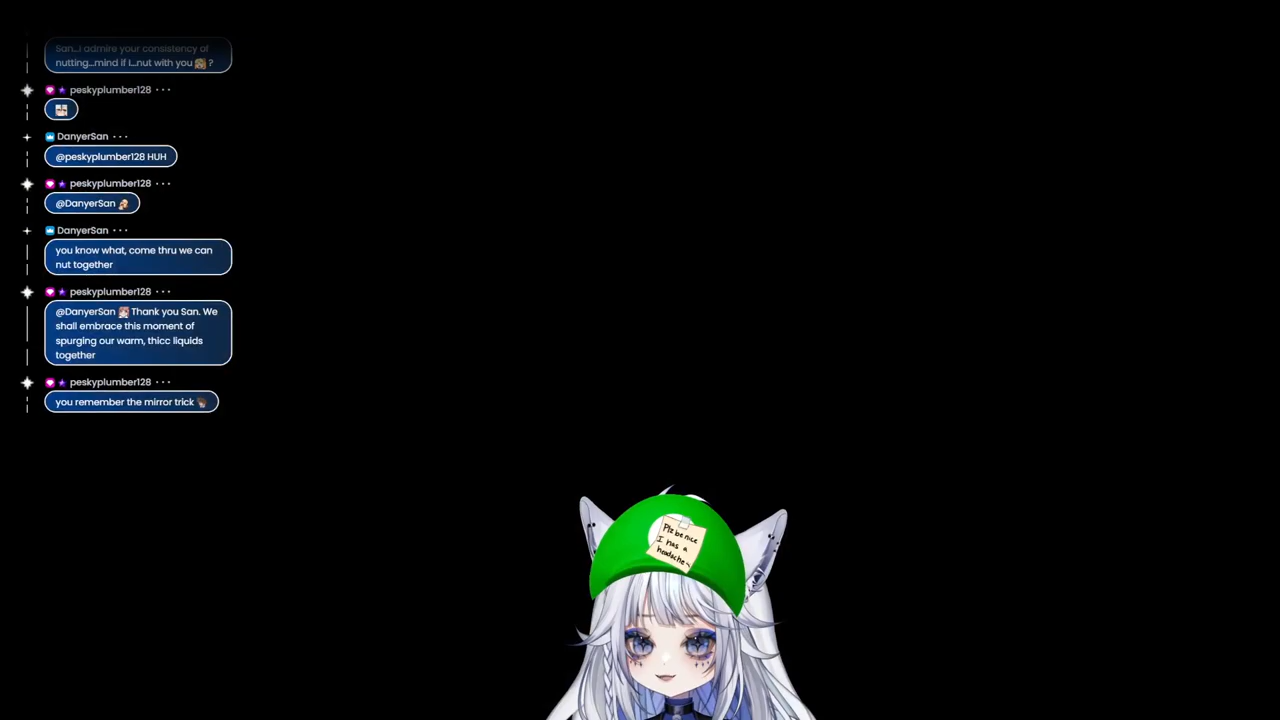 San...i admire your consistency of
nutting...mind if I...nut with you ?
peskyplumber128 ···
DanyerSan ···
@peskyplumber128 HUH
peskyplumber128 ···
@DanyerSan
DanyerSan ···
you know what, come thru we can
nut together
peskyplumber128 ···
@DanyerSan Thank you San. We
shall embrace this moment of
spurging our warm, thicc liquids
together
peskyplumber128 ···
you remember the mirror trick
Plz be nice
I has a
headache~